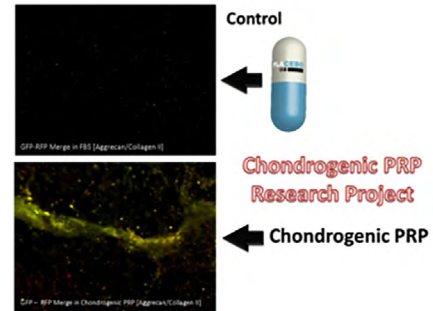 Control
GFP-RFP Merge in FBS [Aggrecan/Collagen II]
Chondrogenic PRP
Research Project
Chondrogenic PRP
GFP – RFP Merge in Chondrogenic PRP [Aggrecan/Collagen II]